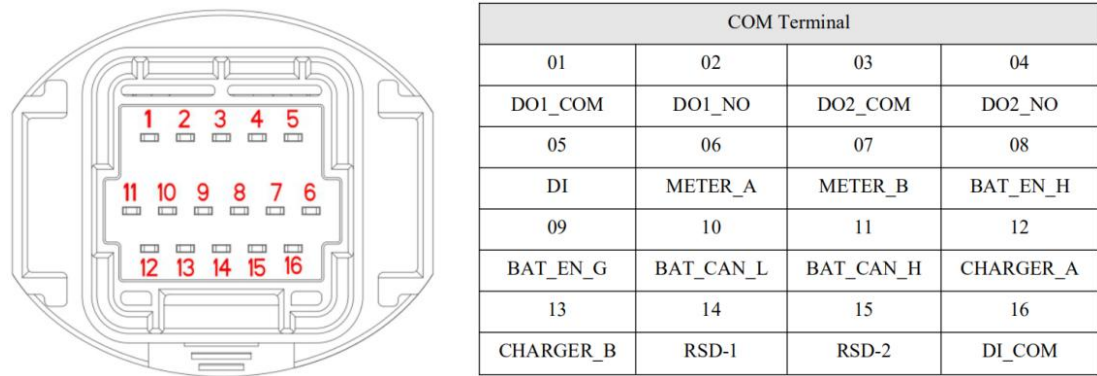 1 2 3 4 5
11 10 9 8 7 6
12 13 14 15 16
COM Terminal
01 02 03 04
DO1_COM DO1_NO DO2_COM DO2_NO
05 06 07 08
DI METER_A METER_B BAT_EN_H
09 10 11 12
BAT_EN_G BAT_CAN_L BAT_CAN_H CHARGER_A
13 14 15 16
CHARGER_B RSD-1 RSD-2 DI_COM